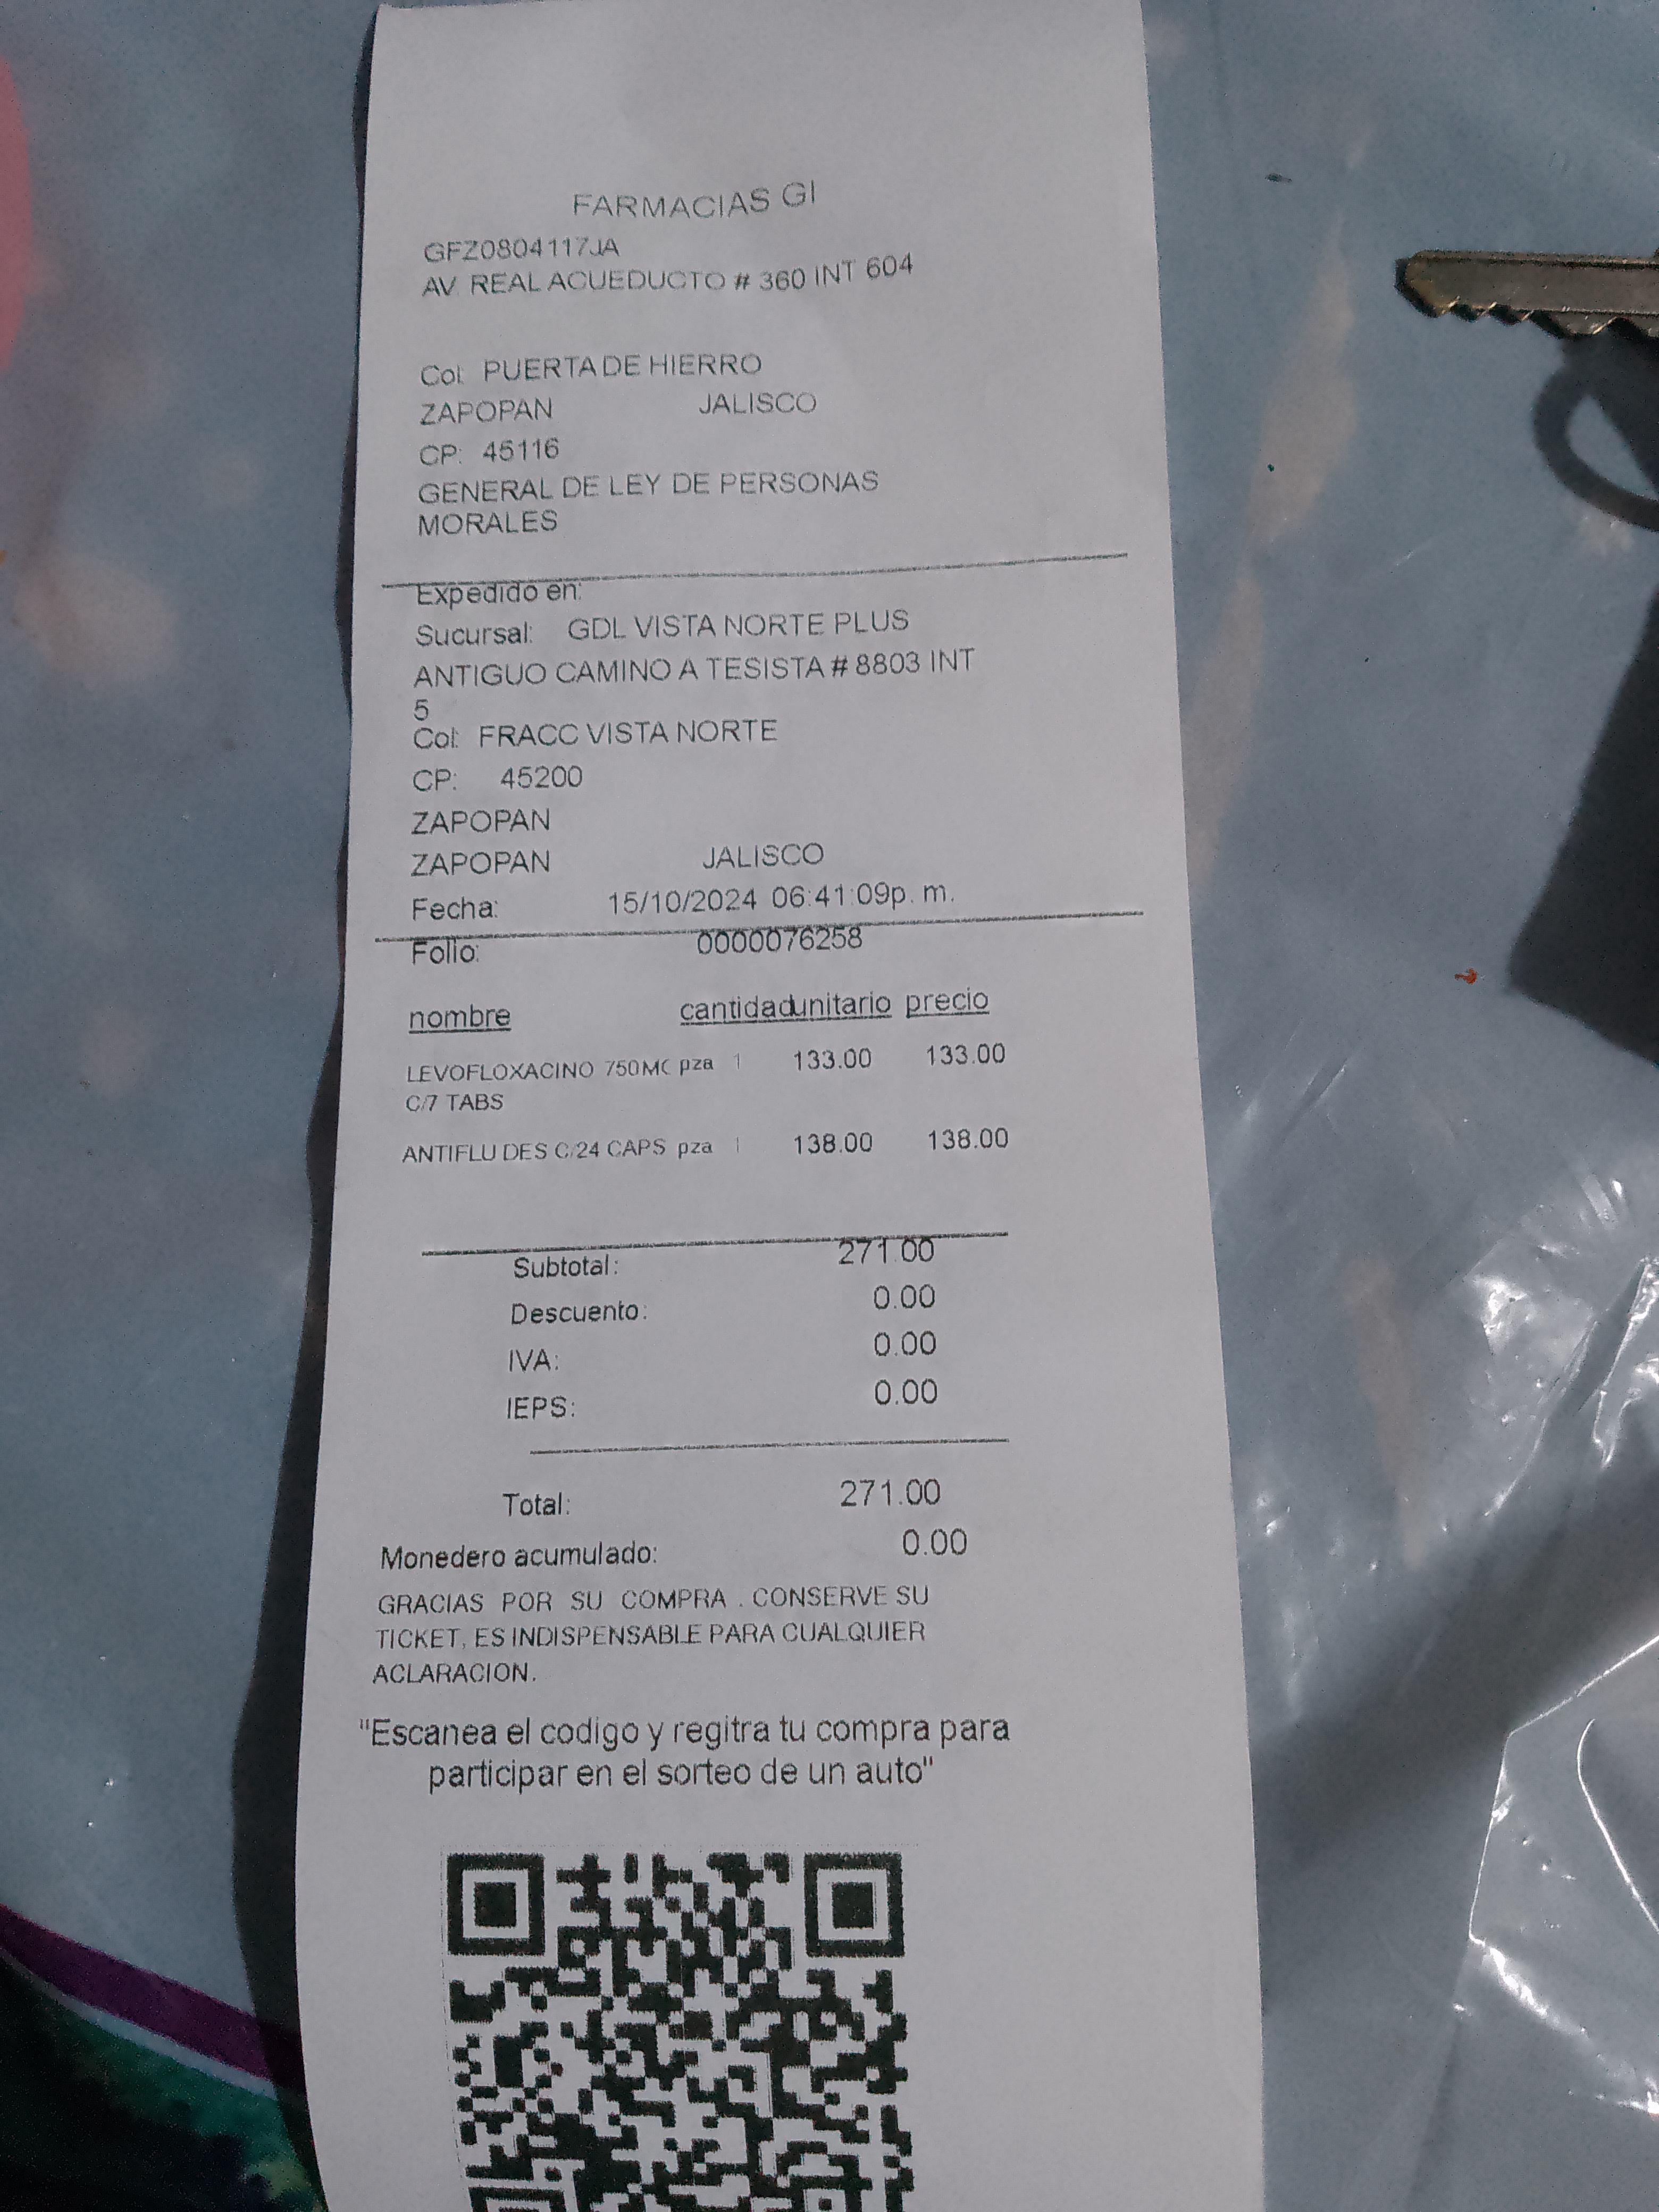 FARMACIAS GI
GFZ0804117JA
AV. REAL ACUEDUCTO # 360 INT 604
Col: PUERTA DE HIERRO
ZAPOPAN JALISCO
CP: 45116
GENERAL DE LEY DE PERSONAS
MORALES
Expedido en:
Sucursal: GDL VISTA NORTE PLUS
ANTIGUO CAMINO A TESISTA # 8803 INT
5
Col: FRACC VISTA NORTE
CP: 45200
ZAPOPAN
ZAPOPAN JALISCO
Fecha: 15/10/2024 06:41:09p. m.
Folio: 0000076258
nombre cantidad unitario precio
LEVOFLOXACINO 750MG pza 1 133.00 133.00
C/7 TABS
ANTIFLU DES C/24 CAPS pza 1 138.00 138.00
Subtotal: 271.00
Descuento: 0.00
IVA: 0.00
IEPS: 0.00
Total: 271.00
Monedero acumulado: 0.00
GRACIAS POR SU COMPRA . CONSERVE SU
TICKET, ES INDISPENSABLE PARA CUALQUIER
ACLARACION.
"Escanea el codigo y regitra tu compra para
participar en el sorteo de un auto"